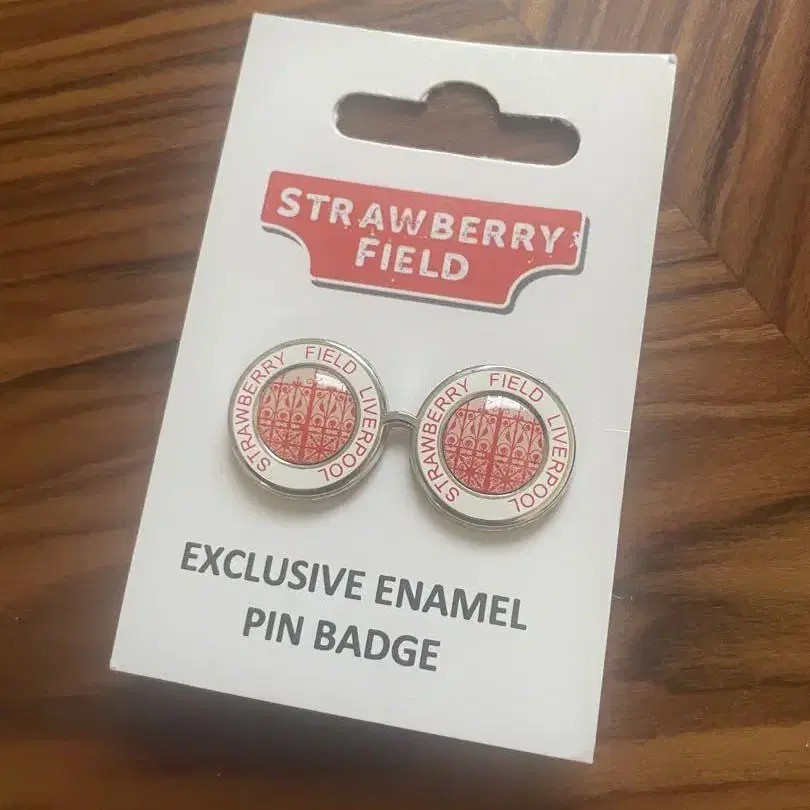 STRAWBERRY
FIELD
STRAWBERRY FIELD LIVERPOOL
STRAWBERRY FIELD LIVERPOOL
EXCLUSIVE ENAMEL
PIN BADGE